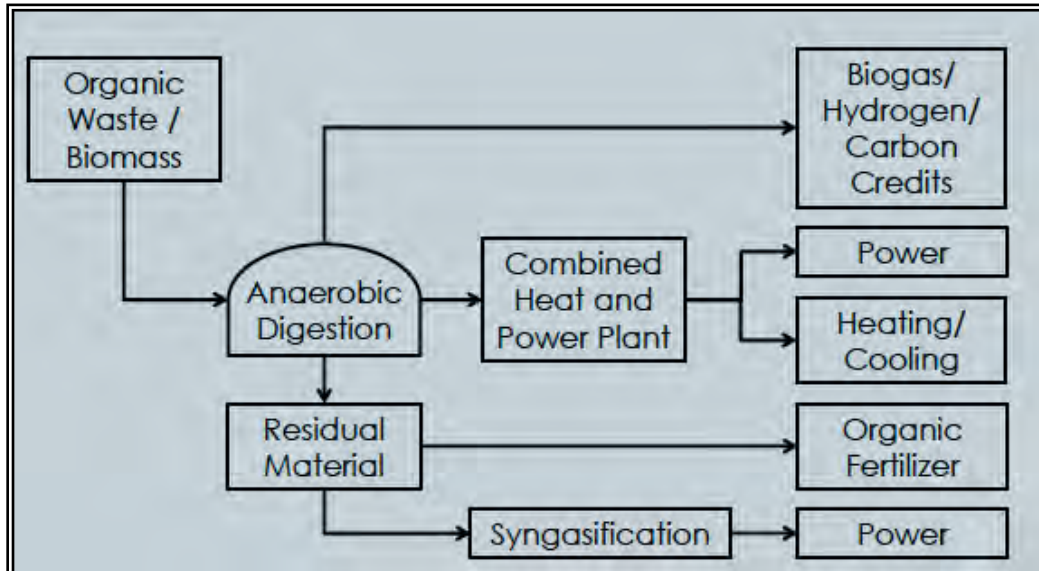 Organic
Waste /
Biomass
Biogas/
Hydrogen/
Carbon
Credits
Anaerobic
Digestion
Combined
Heat and
Power Plant
Power
Heating/
Cooling
Residual
Material
Organic
Fertilizer
Syngasification
Power